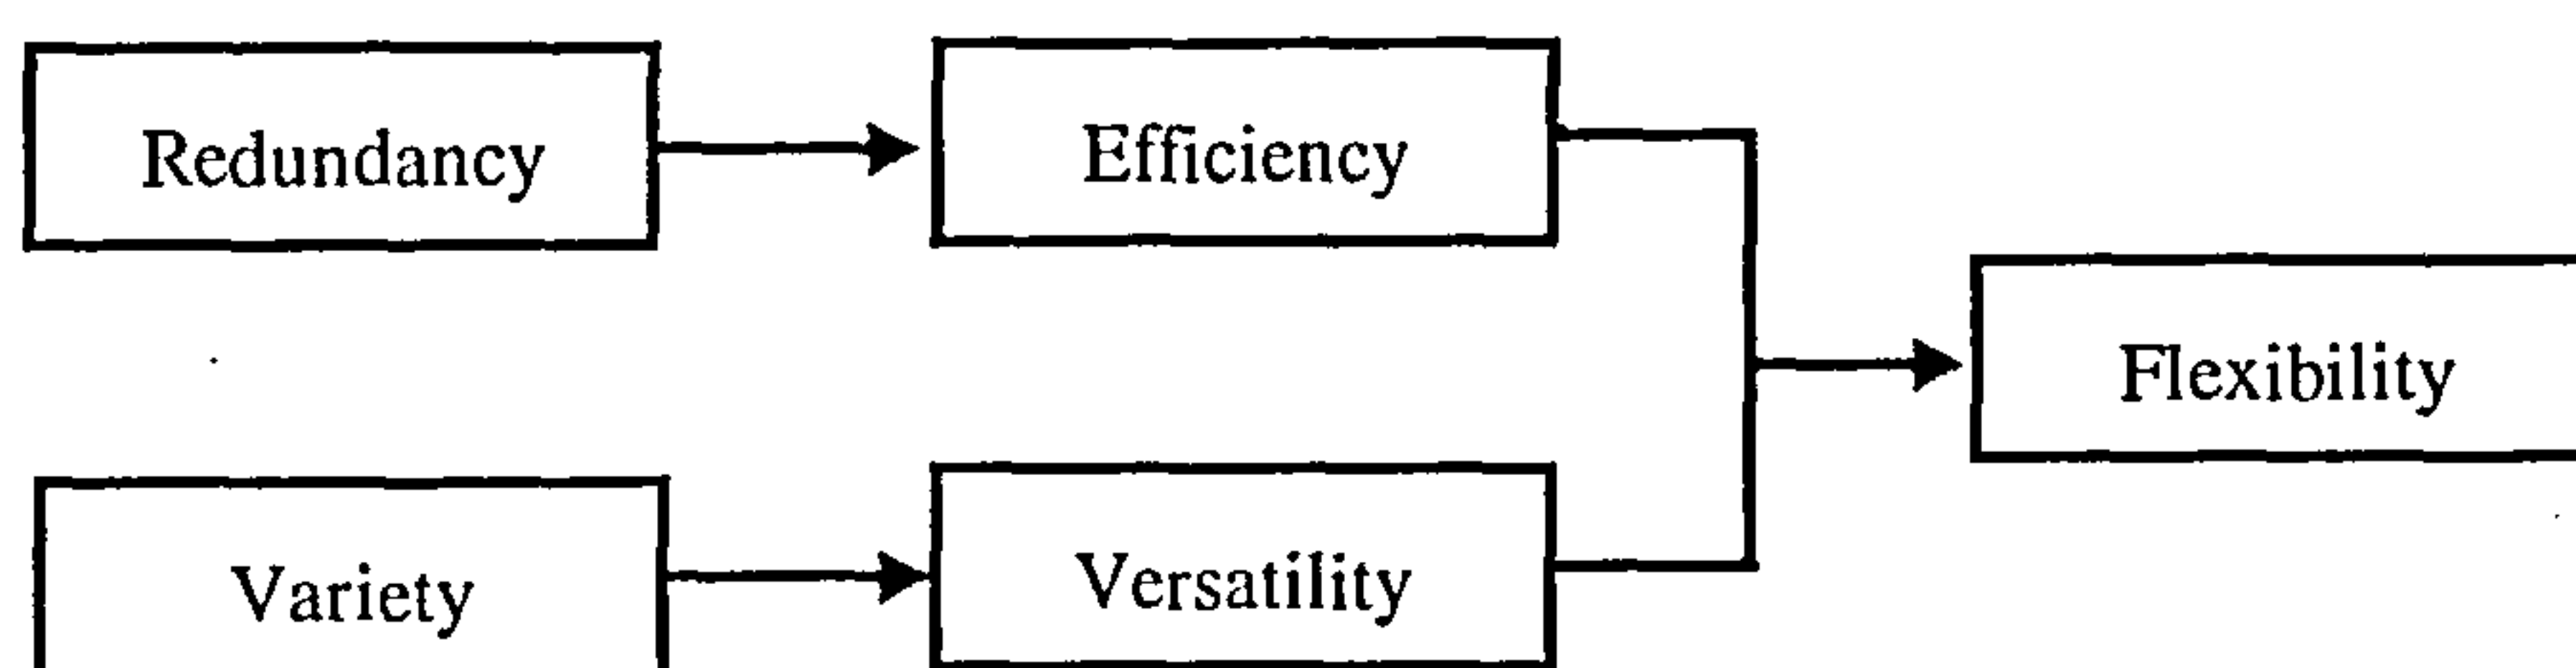 Redundancy
Efficiency
Flexibility
Variety
Versatility